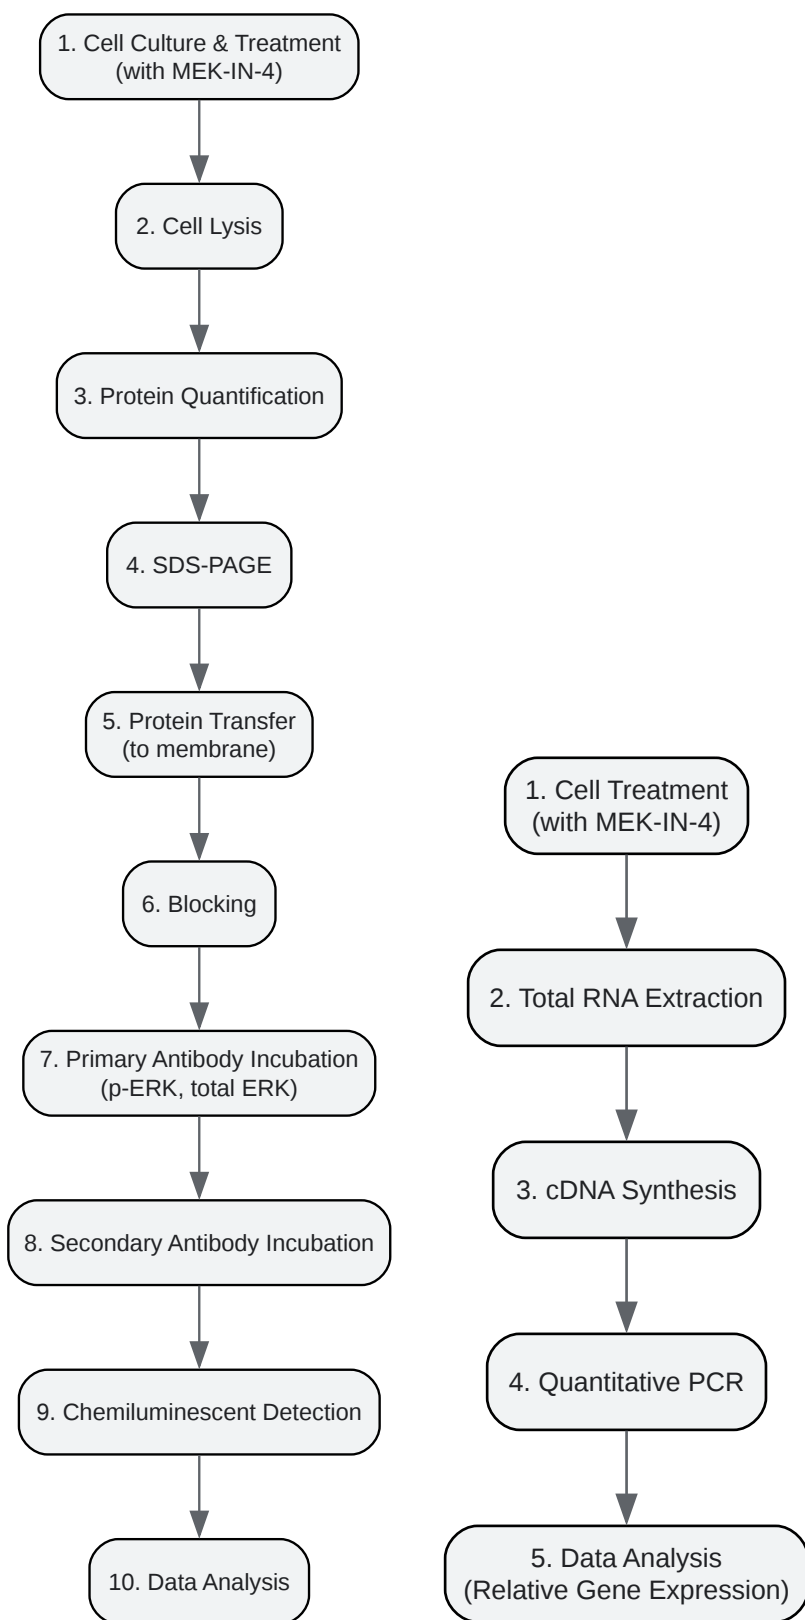 1. Cell Culture & Treatment
(with MEK-IN-4)
2. Cell Lysis
3. Protein Quantification
4. SDS-PAGE
5. Protein Transfer
(to membrane)
6. Blocking
7. Primary Antibody Incubation
(p-ERK, total ERK)
8. Secondary Antibody Incubation
9. Chemiluminescent Detection
10. Data Analysis
1. Cell Treatment
(with MEK-IN-4)
2. Total RNA Extraction
3. cDNA Synthesis
4. Quantitative PCR
5. Data Analysis
(Relative Gene Expression)